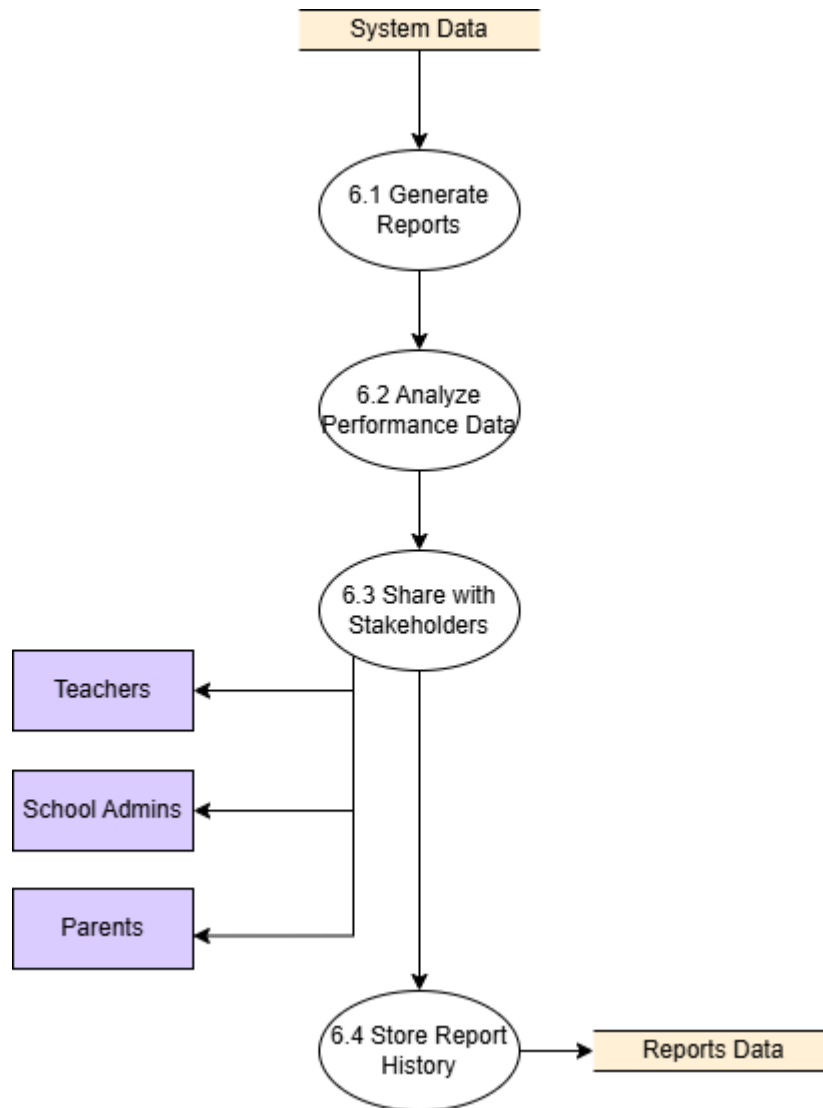 System Data
6.1 Generate
Reports
6.2 Analyze
Performance Data
6.3 Share with
Stakeholders
Teachers
School Admins
Parents
6.4 Store Report
History
Reports Data